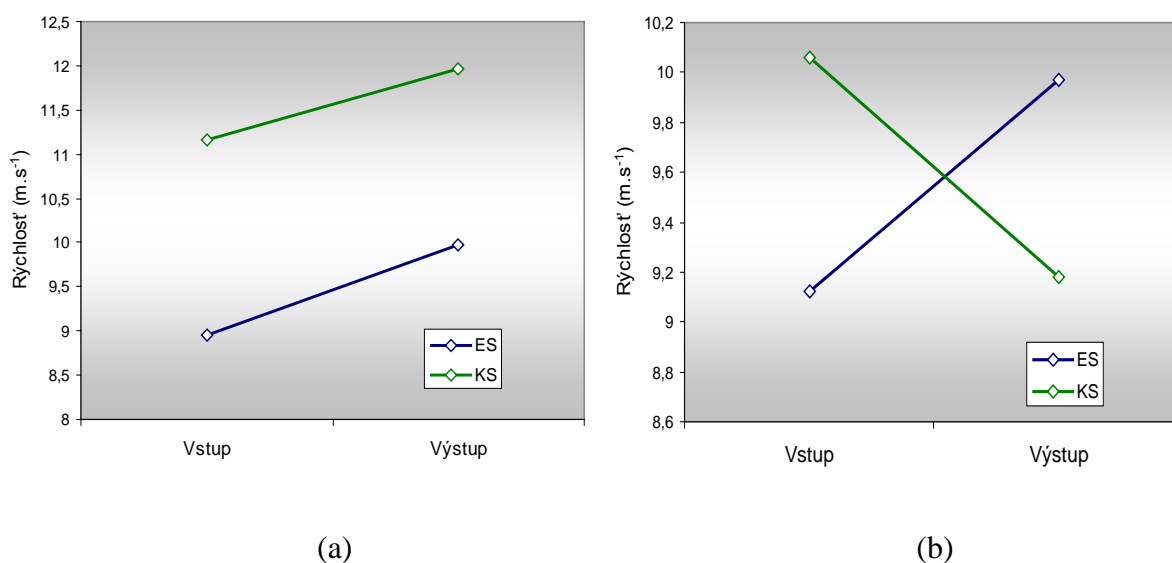 12,5
12
11,5
11
10,5
10
9,5
9
8,5
8
Rýchlosť (m.s-1)
Vstup
Výstup
ES
KS
(a)
10,2
10
9,8
9,6
9,4
9,2
9
8,8
8,6
Rýchlosť (m.s-1)
Vstup
Výstup
ES
KS
(b)